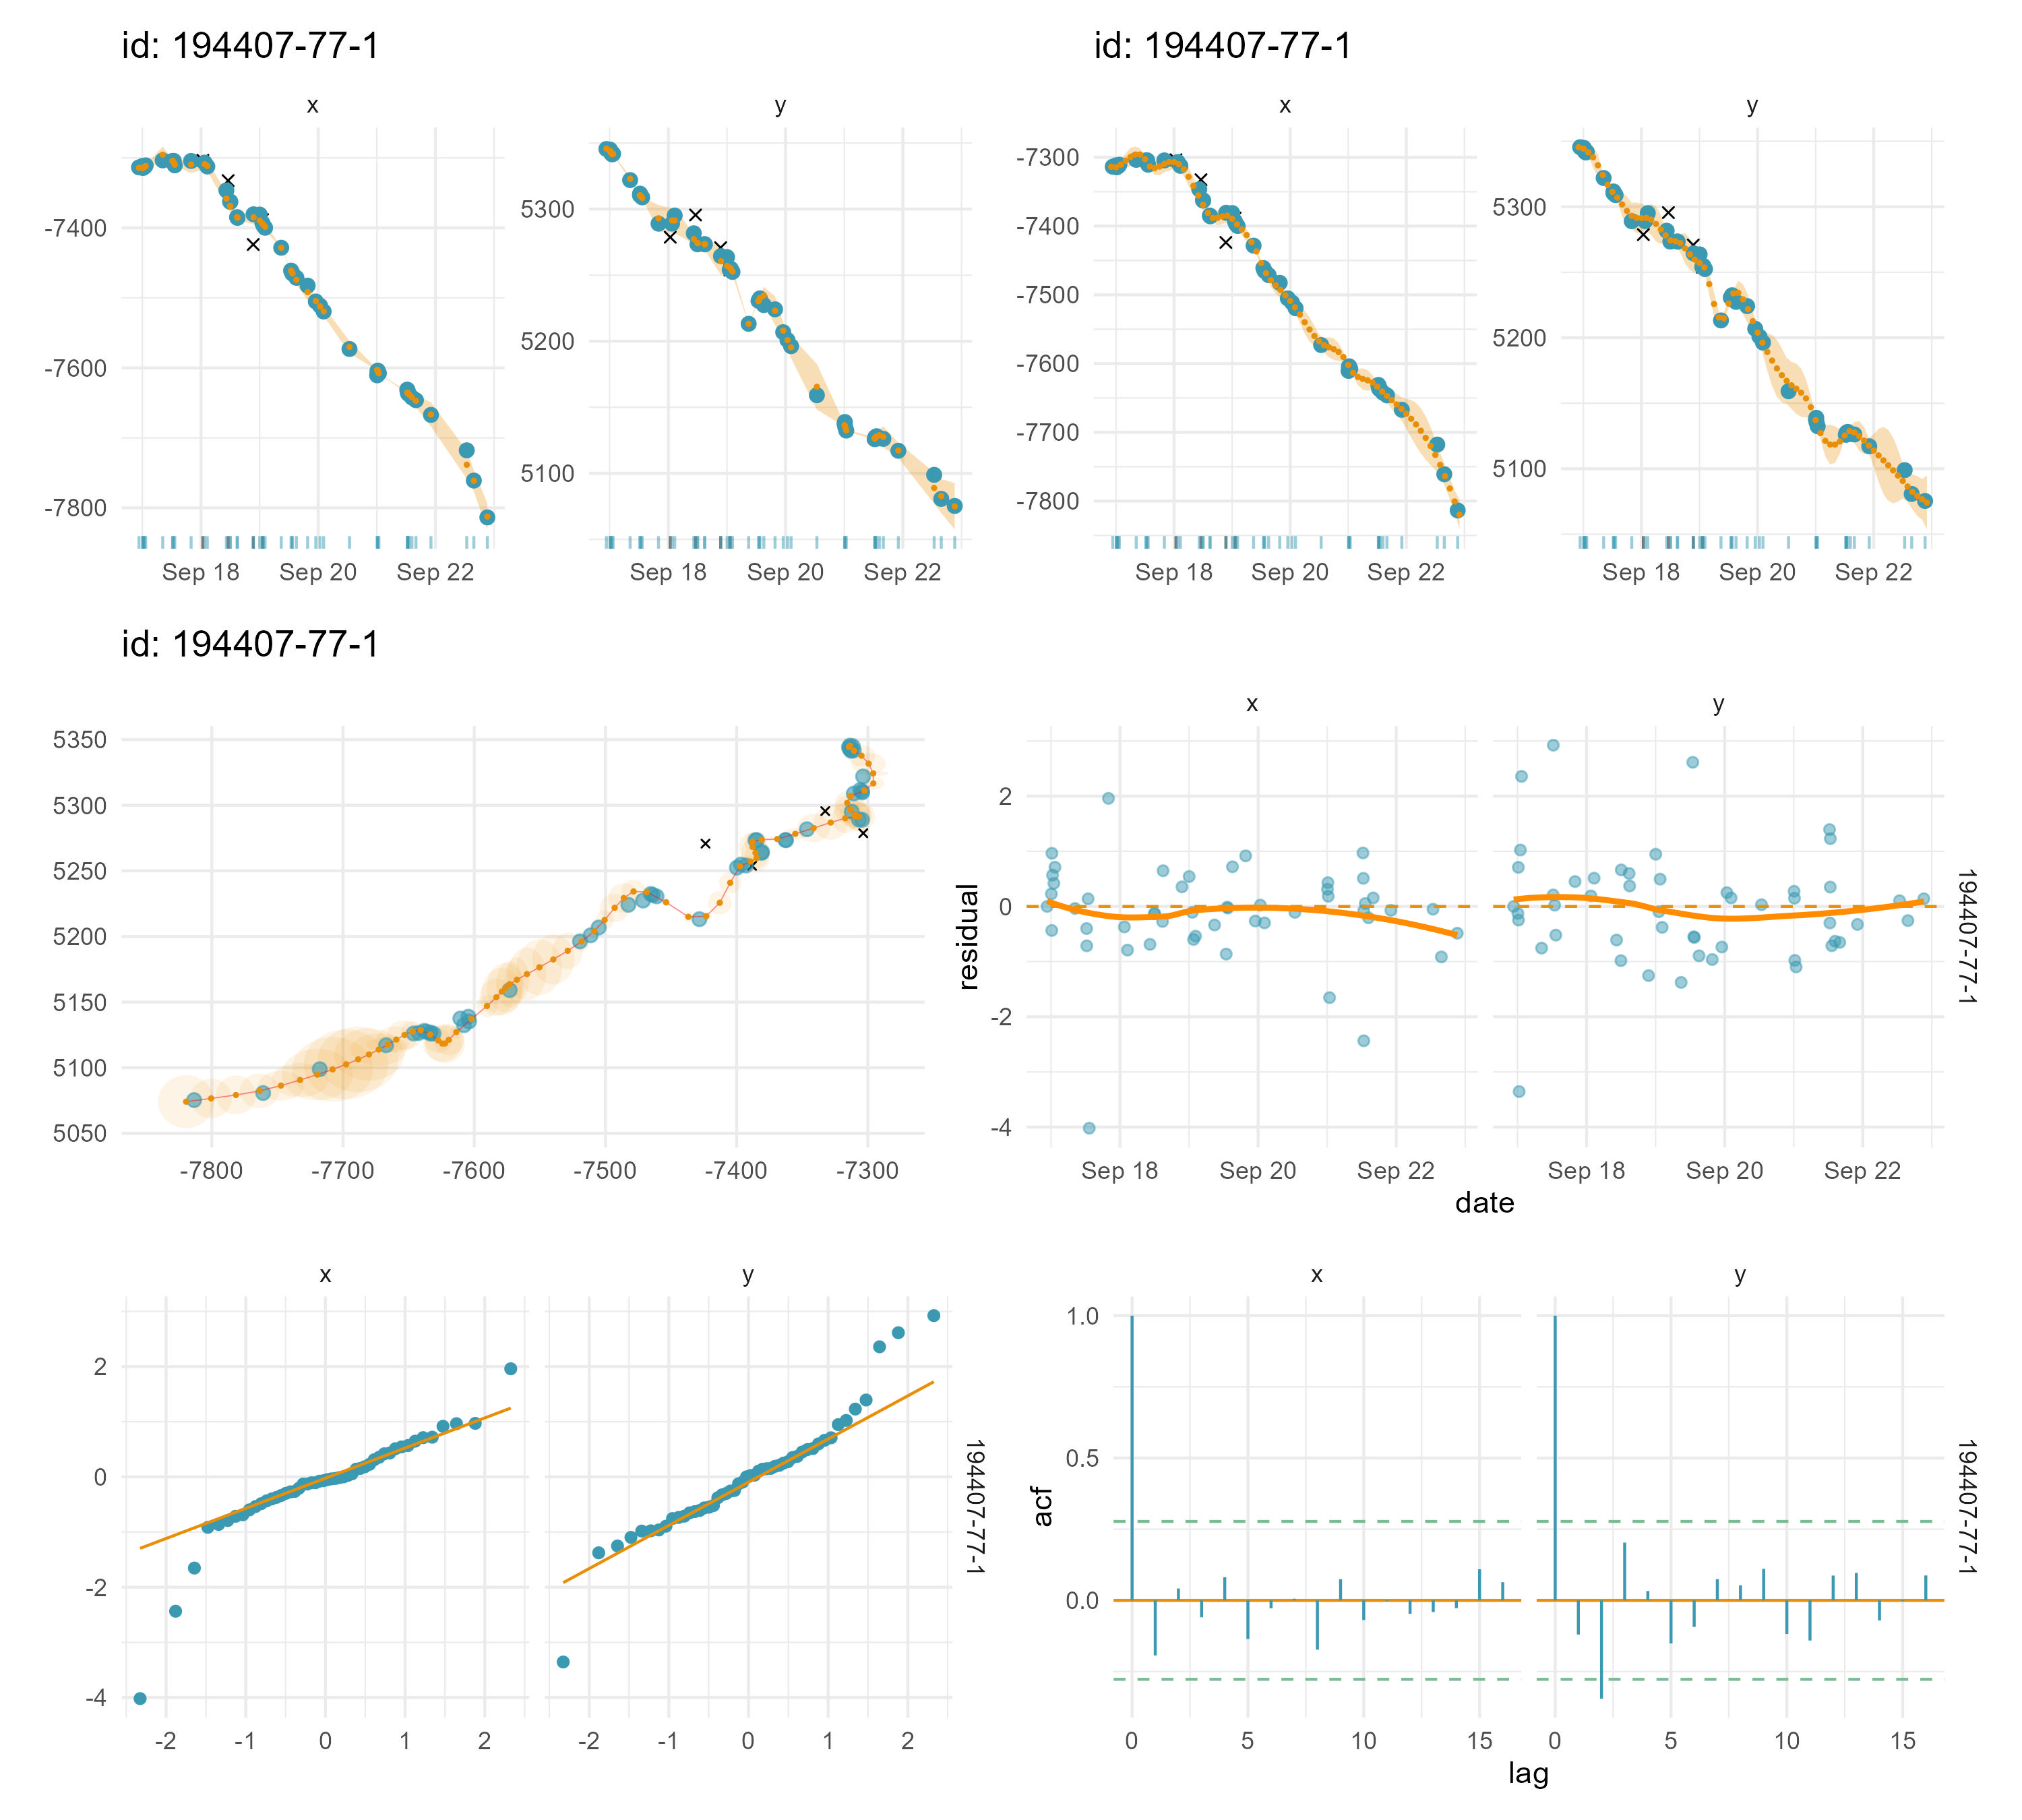 id: 194407-77-1
id: 194407-77-1
x
y
x
y
-7400
-7600
-7800
5300
5200
5100
-7300
-7400
-7500
-7600
-7700
-7800
5300
5200
5100
Sep 18 Sep 20 Sep 22
Sep 18 Sep 20 Sep 22
Sep 18 Sep 20 Sep 22
Sep 18 Sep 20 Sep 22
id: 194407-77-1
5350
5300
5250
5200
5150
5100
5050
-7800 -7700 -7600 -7500 -7400 -7300
x
y
residual
2
0
-2
-4
194407-77-1
Sep 18 Sep 20 Sep 22
Sep 18 Sep 20 Sep 22
date
x
y
2
0
-2
-4
194407-77-1
-2 -1 0 1 2
-2 -1 0 1 2
x
y
acf
1.0
0.5
0.0
194407-77-1
0 5 10 15
0 5 10 15
lag